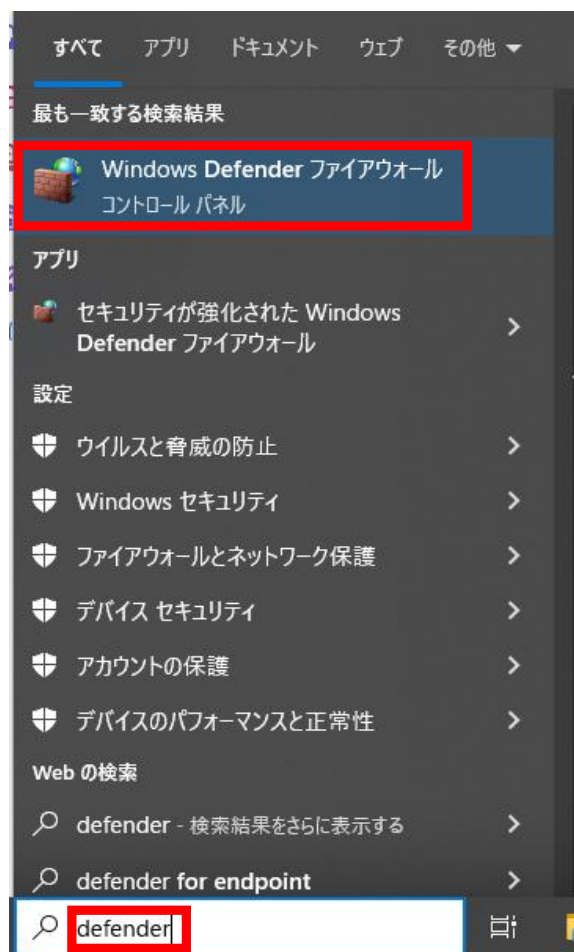 すべて アプリ ドキュメント ウェブ その他
最も一致する検索結果
Windows Defender ファイアウォール
コントロール パネル
アプリ
セキュリティが強化された Windows
Defender ファイアウォール
設定
ウイルスと脅威の防止
Windows セキュリティ
ファイアウォールとネットワーク保護
デバイス セキュリティ
アカウントの保護
デバイスのパフォーマンスと正常性
Web の検索
defender - 検索結果をさらに表示する
defender for endpoint
defender